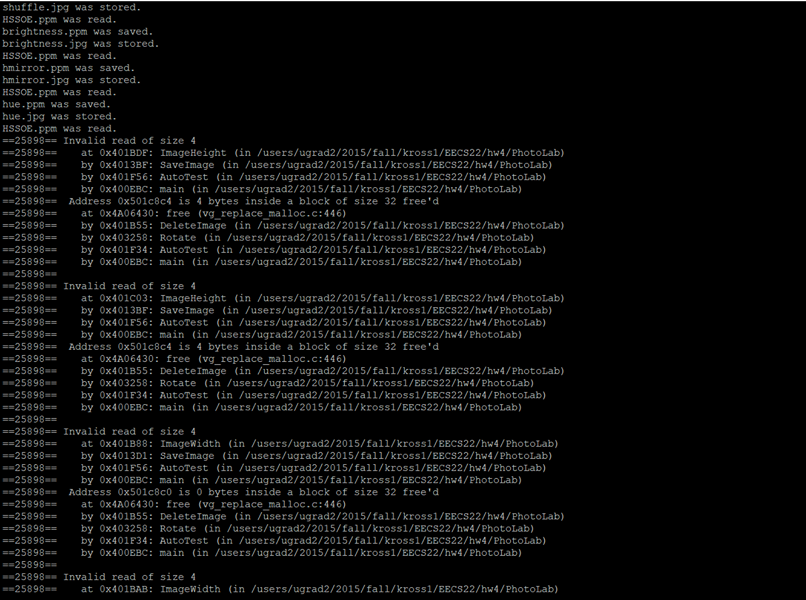 shuffle.jpg was stored.
HSSOE.ppm was read.
brightness.ppm was saved.
brightness.jpg was stored.
HSSOE.ppm was read.
hmirror.ppm was saved.
hmirror.jpg was stored.
HSSOE.ppm was read.
hue.ppm was saved.
hue.jpg was stored.
HSSOE.ppm was read.
==25898== Invalid read of size 4
==25898==    at 0x401BDF: ImageHeight (in /users/ugrad2/2015/fall/kross1/EECS22/hw4/PhotoLab)
==25898==    by 0x4013BF: SaveImage (in /users/ugrad2/2015/fall/kross1/EECS22/hw4/PhotoLab)
==25898==    by 0x401F56: AutoTest (in /users/ugrad2/2015/fall/kross1/EECS22/hw4/PhotoLab)
==25898==    by 0x400EBC: main (in /users/ugrad2/2015/fall/kross1/EECS22/hw4/PhotoLab)
==25898==  Address 0x501c8c4 is 4 bytes inside a block of size 32 free'd
==25898==    at 0x4A06430: free (vg_replace_malloc.c:446)
==25898==    by 0x401B55: DeleteImage (in /users/ugrad2/2015/fall/kross1/EECS22/hw4/PhotoLab)
==25898==    by 0x403258: Rotate (in /users/ugrad2/2015/fall/kross1/EECS22/hw4/PhotoLab)
==25898==    by 0x401F34: AutoTest (in /users/ugrad2/2015/fall/kross1/EECS22/hw4/PhotoLab)
==25898==    by 0x400EBC: main (in /users/ugrad2/2015/fall/kross1/EECS22/hw4/PhotoLab)
==25898==
==25898== Invalid read of size 4
==25898==    at 0x401C03: ImageHeight (in /users/ugrad2/2015/fall/kross1/EECS22/hw4/PhotoLab)
==25898==    by 0x4013BF: SaveImage (in /users/ugrad2/2015/fall/kross1/EECS22/hw4/PhotoLab)
==25898==    by 0x401F56: AutoTest (in /users/ugrad2/2015/fall/kross1/EECS22/hw4/PhotoLab)
==25898==    by 0x400EBC: main (in /users/ugrad2/2015/fall/kross1/EECS22/hw4/PhotoLab)
==25898==  Address 0x501c8c4 is 4 bytes inside a block of size 32 free'd
==25898==    at 0x4A06430: free (vg_replace_malloc.c:446)
==25898==    by 0x401B55: DeleteImage (in /users/ugrad2/2015/fall/kross1/EECS22/hw4/PhotoLab)
==25898==    by 0x403258: Rotate (in /users/ugrad2/2015/fall/kross1/EECS22/hw4/PhotoLab)
==25898==    by 0x401F34: AutoTest (in /users/ugrad2/2015/fall/kross1/EECS22/hw4/PhotoLab)
==25898==    by 0x400EBC: main (in /users/ugrad2/2015/fall/kross1/EECS22/hw4/PhotoLab)
==25898==
==25898== Invalid read of size 4
==25898==    at 0x401B88: ImageWidth (in /users/ugrad2/2015/fall/kross1/EECS22/hw4/PhotoLab)
==25898==    by 0x4013D1: SaveImage (in /users/ugrad2/2015/fall/kross1/EECS22/hw4/PhotoLab)
==25898==    by 0x401F56: AutoTest (in /users/ugrad2/2015/fall/kross1/EECS22/hw4/PhotoLab)
==25898==    by 0x400EBC: main (in /users/ugrad2/2015/fall/kross1/EECS22/hw4/PhotoLab)
==25898==  Address 0x501c8c0 is 0 bytes inside a block of size 32 free'd
==25898==    at 0x4A06430: free (vg_replace_malloc.c:446)
==25898==    by 0x401B55: DeleteImage (in /users/ugrad2/2015/fall/kross1/EECS22/hw4/PhotoLab)
==25898==    by 0x403258: Rotate (in /users/ugrad2/2015/fall/kross1/EECS22/hw4/PhotoLab)
==25898==    by 0x401F34: AutoTest (in /users/ugrad2/2015/fall/kross1/EECS22/hw4/PhotoLab)
==25898==    by 0x400EBC: main (in /users/ugrad2/2015/fall/kross1/EECS22/hw4/PhotoLab)
==25898==
==25898== Invalid read of size 4
==25898==    at 0x401BAB: ImageWidth (in /users/ugrad2/2015/fall/kross1/EECS22/hw4/PhotoLab)